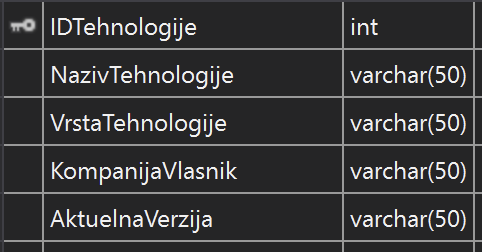 IDTehnologije int
NazivTehnologije varchar(50)
VrstaTehnologije varchar(50)
KompanijaVlasnik varchar(50)
AktuelnaVerzija varchar(50)